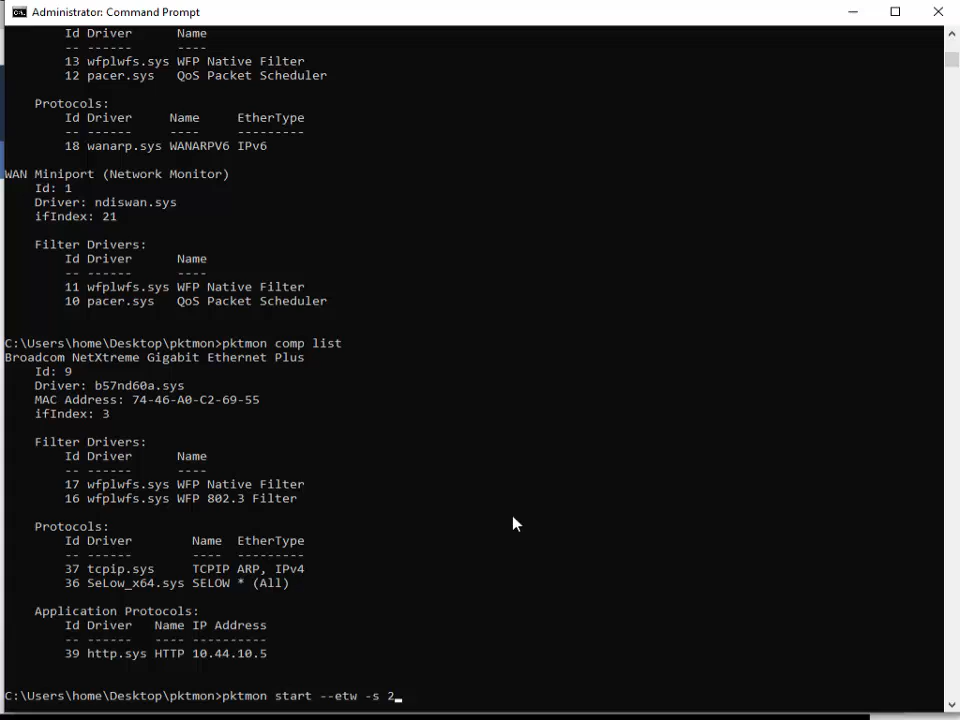 Administrator: Command Prompt
Id Driver Name
-- ------ ----
13 wfplwfs.sys WFP Native Filter
12 pacer.sys QoS Packet Scheduler
Protocols:
Id Driver Name EtherType
-- ------ ---- ---------
18 wanarp.sys WANARPV6 IPv6
WAN Miniport (Network Monitor)
Id: 1
Driver: ndiswan.sys
ifIndex: 21
Filter Drivers:
Id Driver Name
-- ------ ----
11 wfplwfs.sys WFP Native Filter
10 pacer.sys QoS Packet Scheduler
C:\Users\home\Desktop\pktmon>pktmon comp list
Broadcom NetXtreme Gigabit Ethernet Plus
Id: 9
Driver: b57nd60a.sys
MAC Address: 74-46-A0-C2-69-55
ifIndex: 3
Filter Drivers:
Id Driver Name
-- ------ ----
17 wfplwfs.sys WFP Native Filter
16 wfplwfs.sys WFP 802.3 Filter
Protocols:
Id Driver Name EtherType
-- ------ ---- ---------
37 tcpip.sys TCPIP ARP, IPv4
36 SeLow_x64.sys SELOW * (All)
Application Protocols:
Id Driver Name IP Address
-- ------ ---- ----------
39 http.sys HTTP 10.44.10.5
C:\Users\home\Desktop\pktmon>pktmon start --etw -s 2_